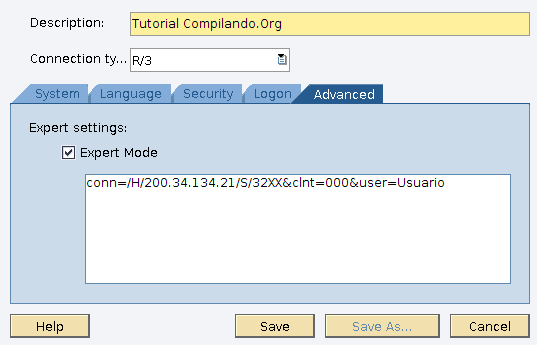 Description: Tutorial Compilando.Org
Connection ty... R/3
System Language Security Logon Advanced
Expert settings:
Expert Mode
conn=/H/200.34.134.21/S/32XX&clnt=000&user=Usuario
Help Save Save As... Cancel